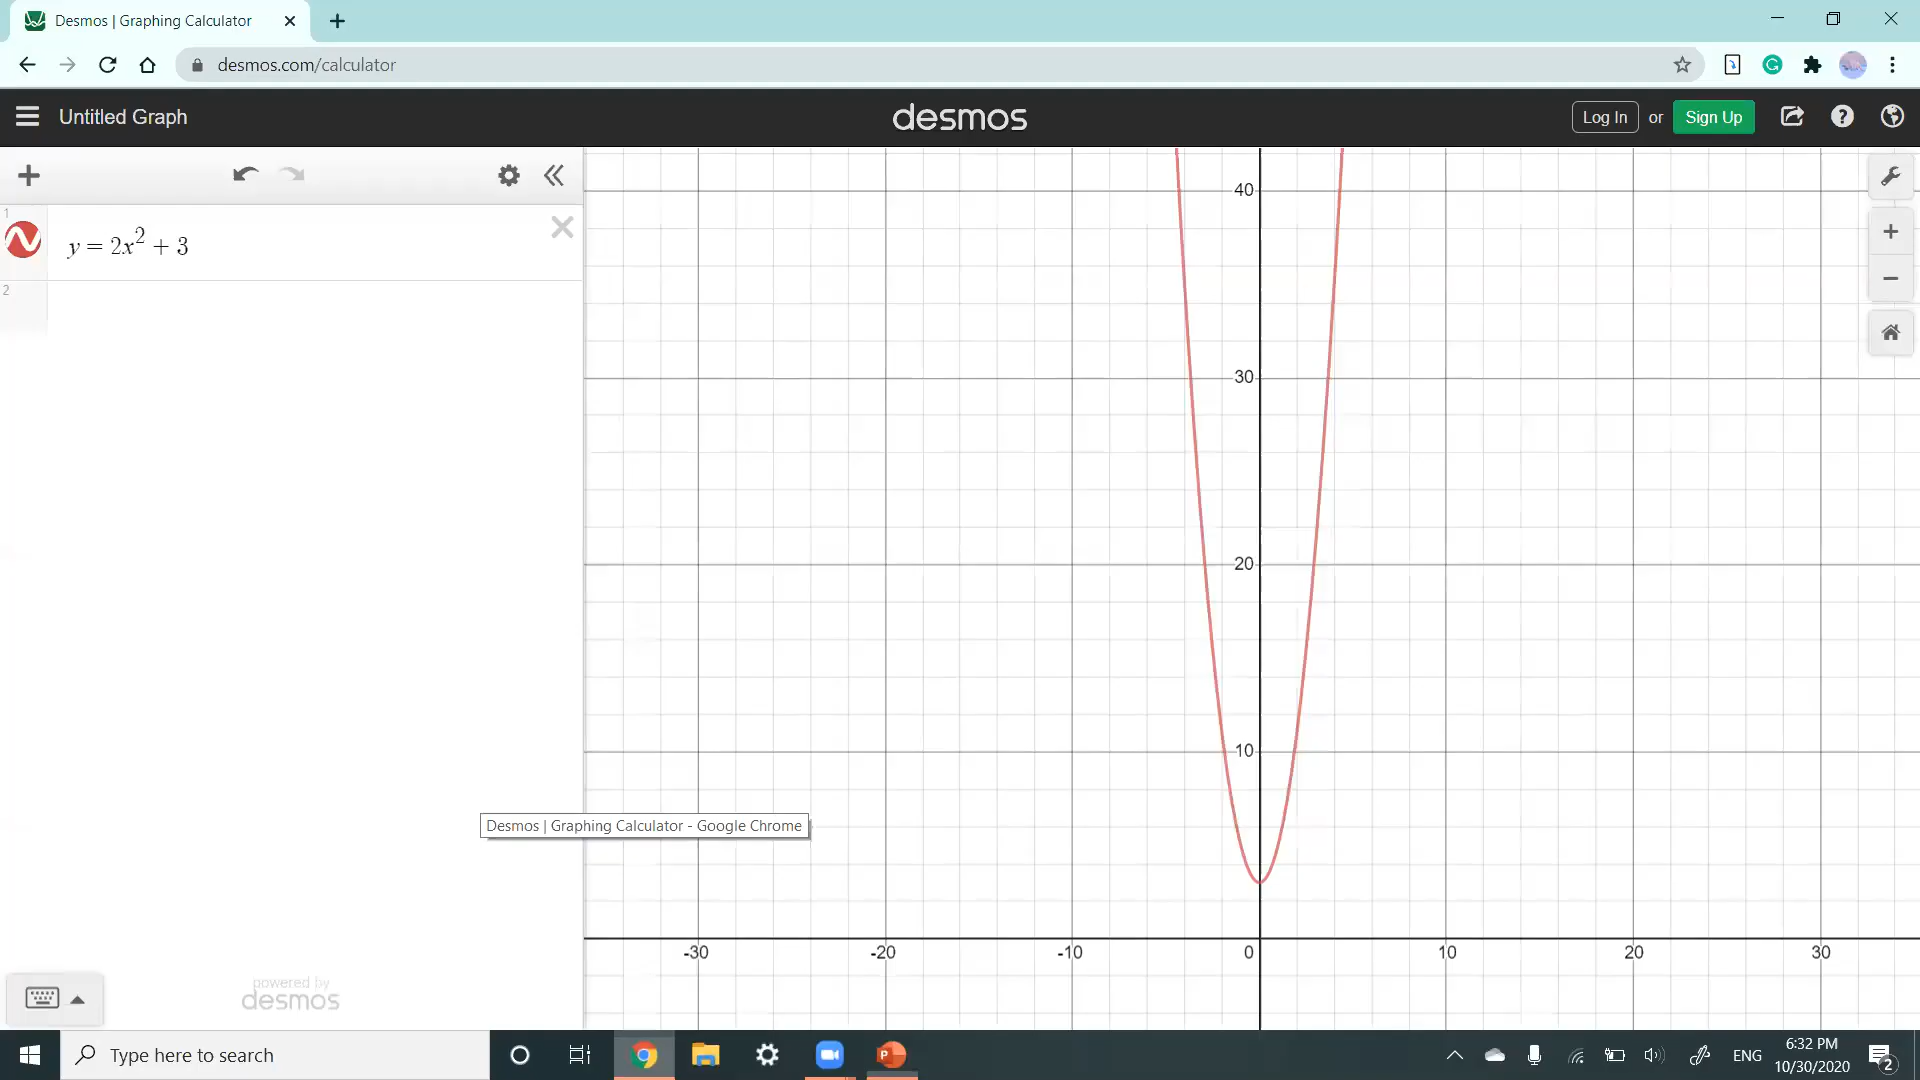 Desmos | Graphing Calculator
desmos.com/calculator
Untitled Graph
desmos
Log In or Sign Up
1
y = 2x² + 3
2
40
30
20
10
-30 -20 -10 0 10 20 30
Desmos | Graphing Calculator - Google Chrome
powered by
desmos
Type here to search
ENG
6:32 PM
10/30/2020
2